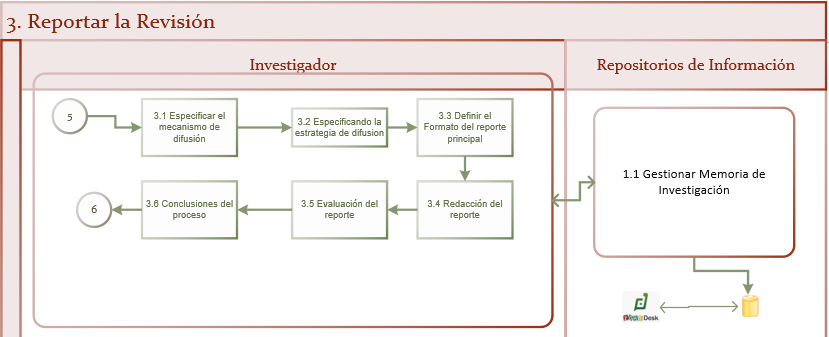 3. Reportar la Revisión
Investigador
Repositorios de Información
5
3.1 Especificar el
mecanismo de
difusión
3.2 Especificando la
estrategia de difusion
3.3 Definir el
Formato del reporte
principal
3.6 Conclusiones del
proceso
3.5 Evaluación del
reporte
3.4 Redacción del
reporte
6
1.1 Gestionar Memoria de
Investigación
Desk